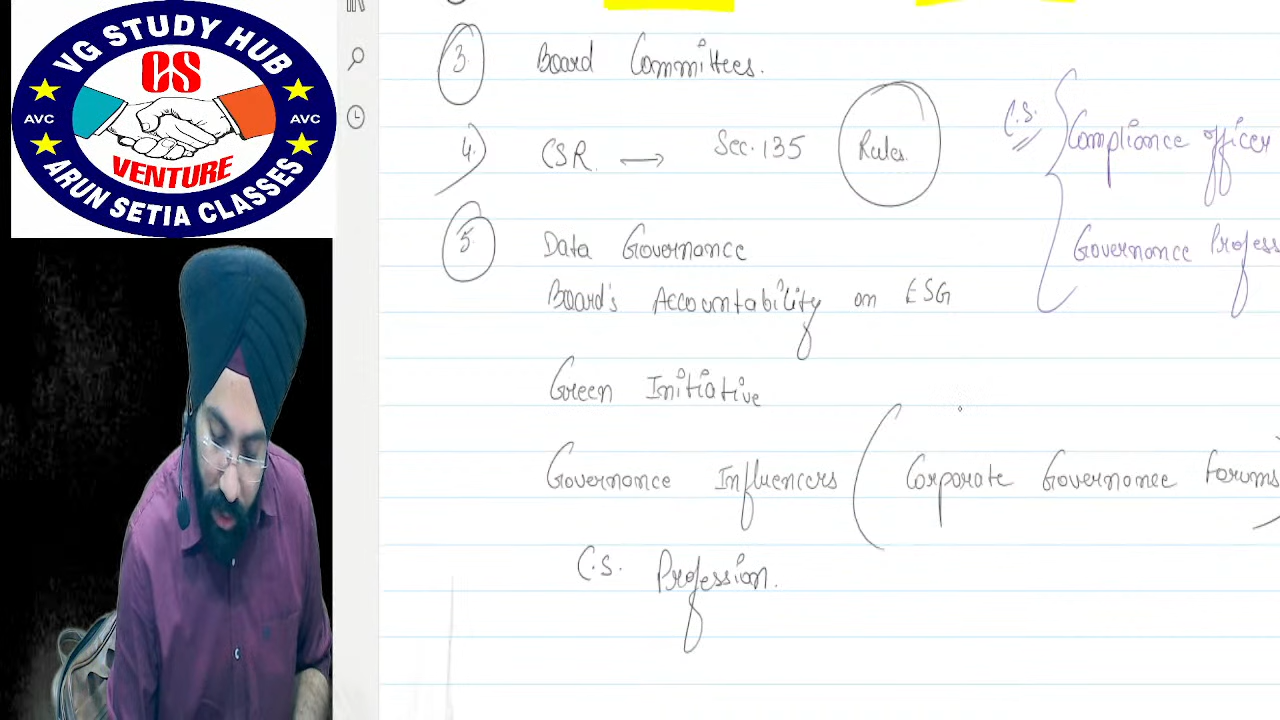 VG STUDY HUB
CS
AVC AVC
VENTURE
ARUN SETIA CLASSES
3. Board Committees.
4) CSR. → Sec. 135 Rules.
C.S. Compliance officer
Governance Profess
5. Data Governance
Board's Accountability on ESG
Green Initiative
Governance Influencers ( Corporate Governance Forums )
C.S. Profession.